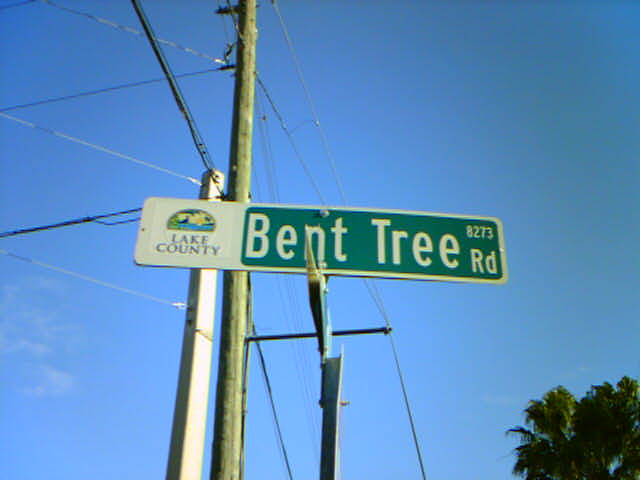 LAKE
COUNTY
Bent Tree Rd
8273